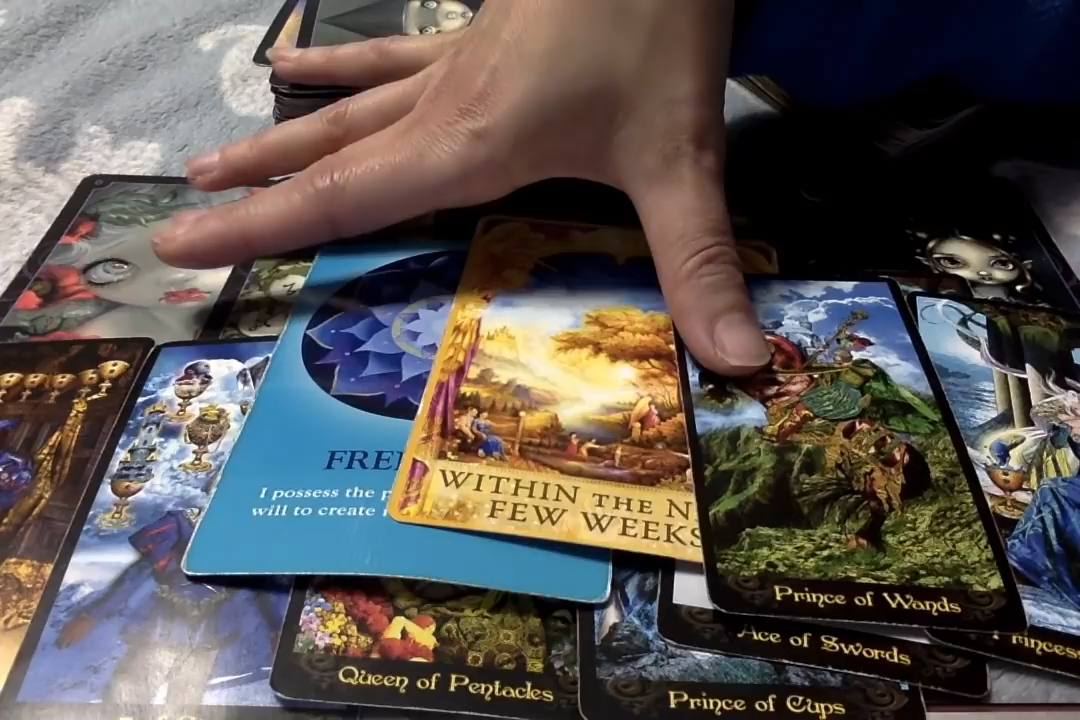 FREE
I possess the
will to create
WITHIN THE N
FEW WEEKS
Prince of Wands
Ace of Swords
Princess
Queen of Pentacles
Prince of Cups